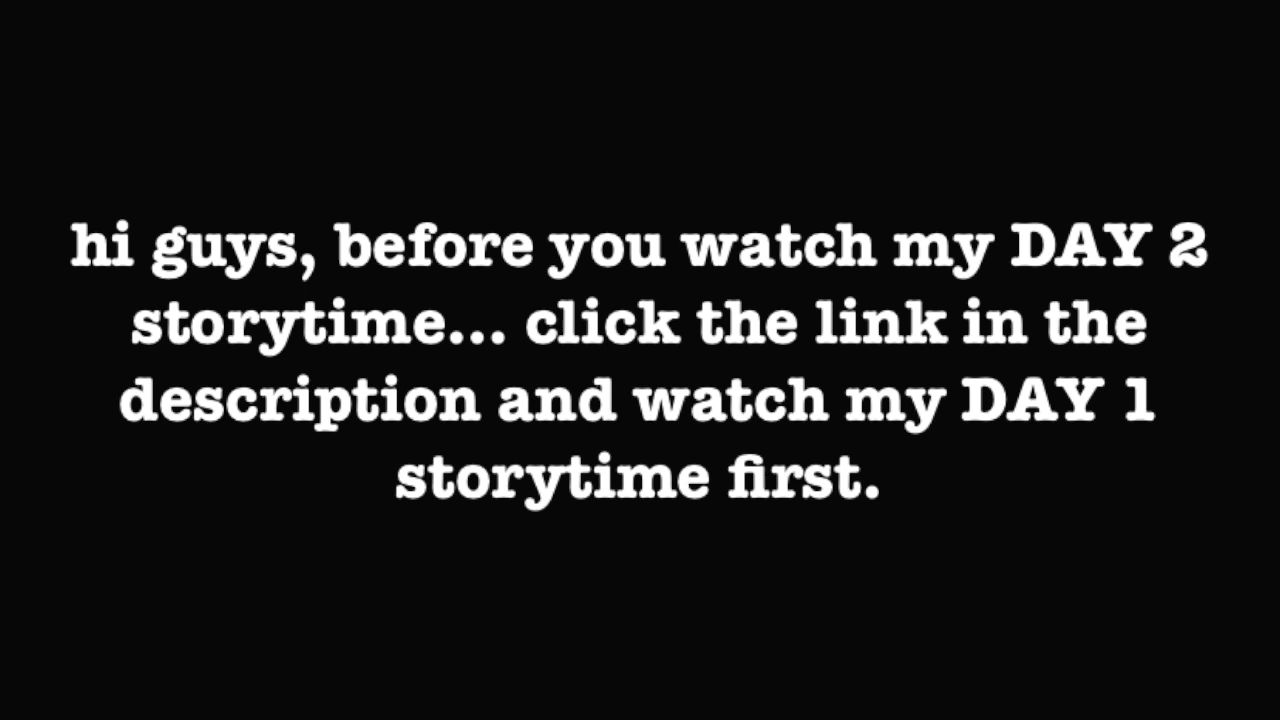 hi guys, before you watch my DAY 2
storytime... click the link in the
description and watch my DAY 1
storytime first.